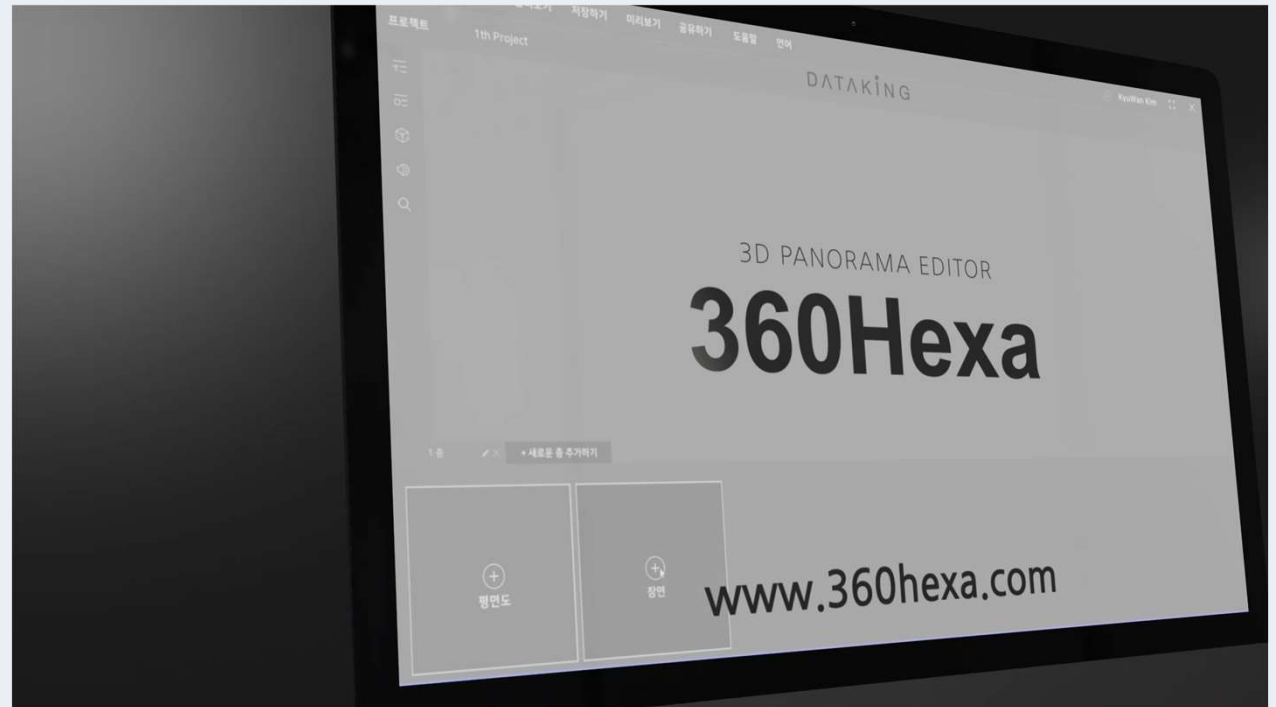 저장하기 미리보기 공유하기 도움말 언어
프로젝트
1th Project
DATAKING
KyuWan Kim
3D PANORAMA EDITOR
360Hexa
1 층
+ 새로운 층 추가하기
평면도
장면
www.360hexa.com